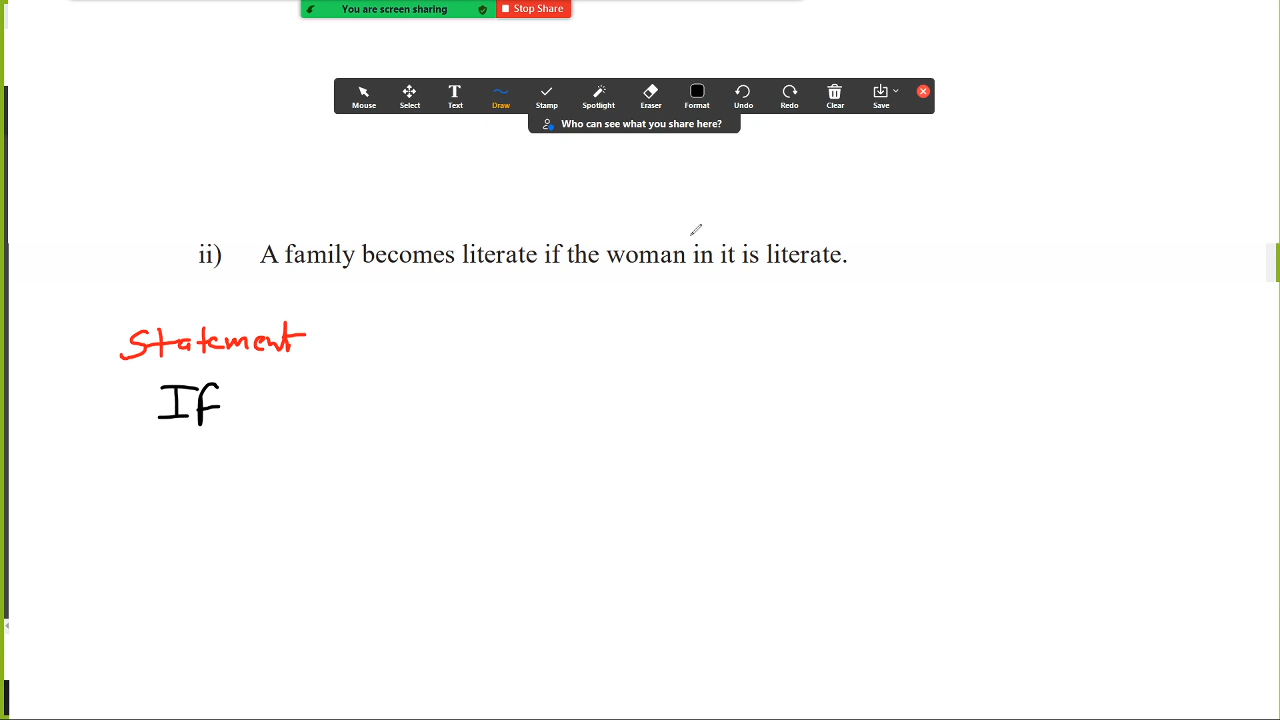 You are screen sharing Stop Share
Mouse Select Text Draw Stamp Spotlight Eraser Format Undo Redo Clear Save
Who can see what you share here?
ii) A family becomes literate if the woman in it is literate.
Statement
If